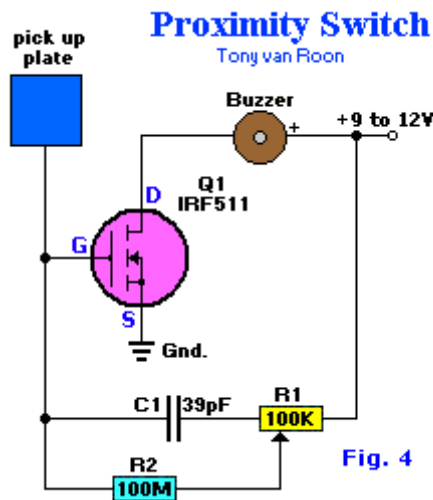 Proximity Switch
Tony van Roon
pick up
plate
Buzzer
+
+9 to 12V
Q1
IRF511
D
G
S
Gnd.
C1
39pF
R1
100K
R2
100M
Fig. 4